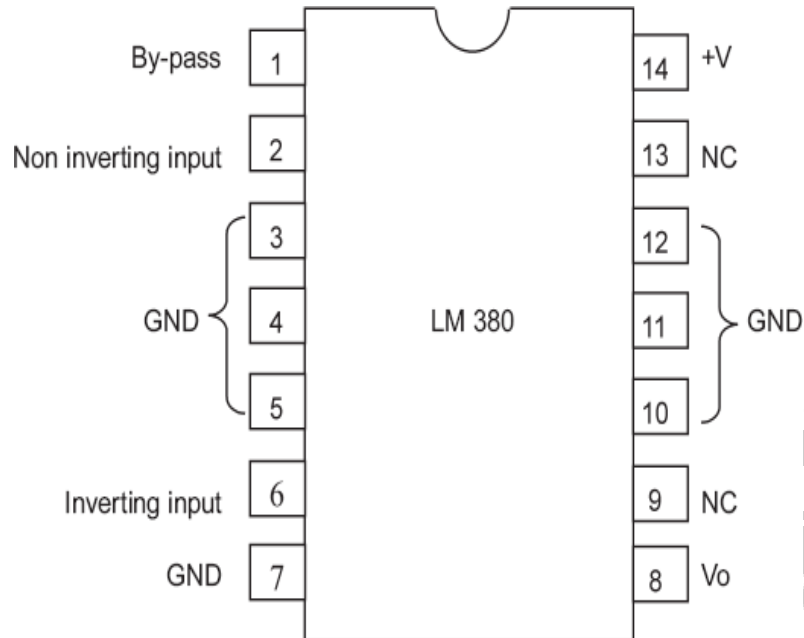 By-pass 1 14 +V
Non inverting input 2 13 NC
3 12
GND 4 LM 380 11 GND
5 10
Inverting input 6 9 NC
GND 7 8 Vo